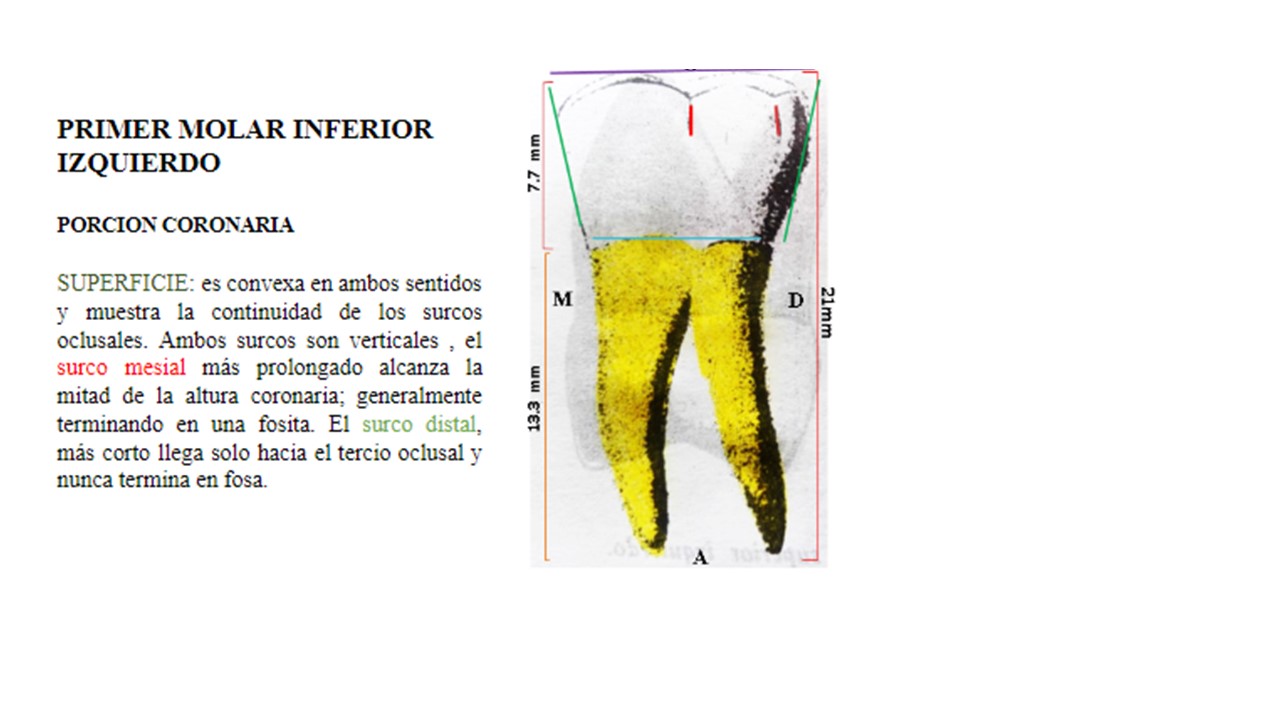 PRIMER MOLAR INFERIOR
IZQUIERDO
PORCION CORONARIA
SUPERFICIE: es convexa en ambos sentidos
y muestra la continuidad de los surcos
oclusales. Ambos surcos son verticales , el
surco mesial más prolongado alcanza la
mitad de la altura coronaria; generalmente
terminando en una fosita. El surco distal,
más corto llega solo hacia el tercio oclusal y
nunca termina en fosa.
7.7 mm
M
D
21mm
13.3 mm
A